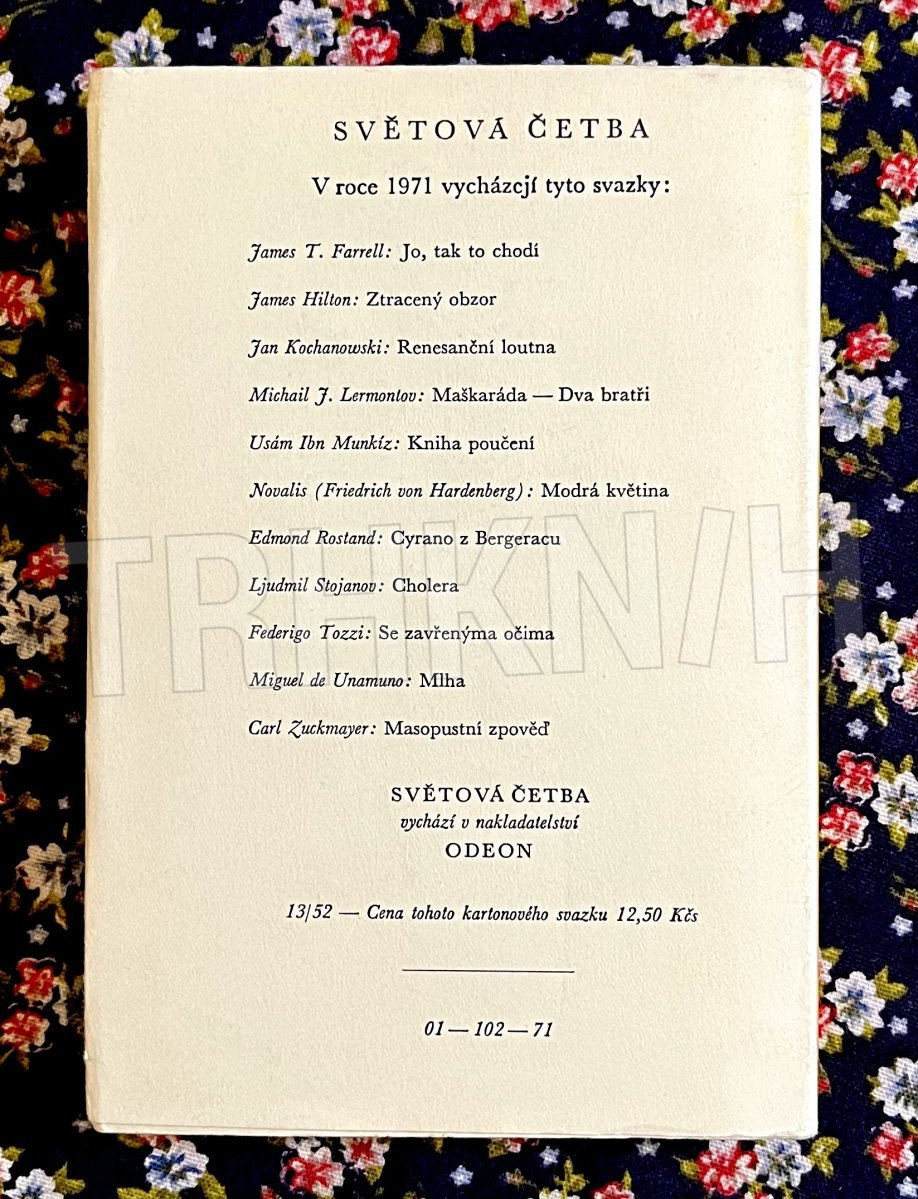 SVĚTOVÁ ČETBA
V roce 1971 vycházejí tyto svazky:
James T. Farrell: Jo, tak to chodí
James Hilton: Ztracený obzor
Jan Kochanowski: Renesanční loutna
Michail J. Lermontov: Maškaráda — Dva bratři
Usám Ibn Munkíz: Kniha poučení
Novalis (Friedrich von Hardenberg): Modrá květina
Edmond Rostand: Cyrano z Bergeracu
Ljudmil Stojanov: Cholera
Federigo Tozzi: Se zavřenýma očima
Miguel de Unamuno: Mlha
Carl Zuckmayer: Masopustní zpověď
SVĚTOVÁ ČETBA
vychází v nakladatelství
ODEON
13/52 — Cena tohoto kartonového svazku 12,50 Kčs
01—102—71
TRHKNIH